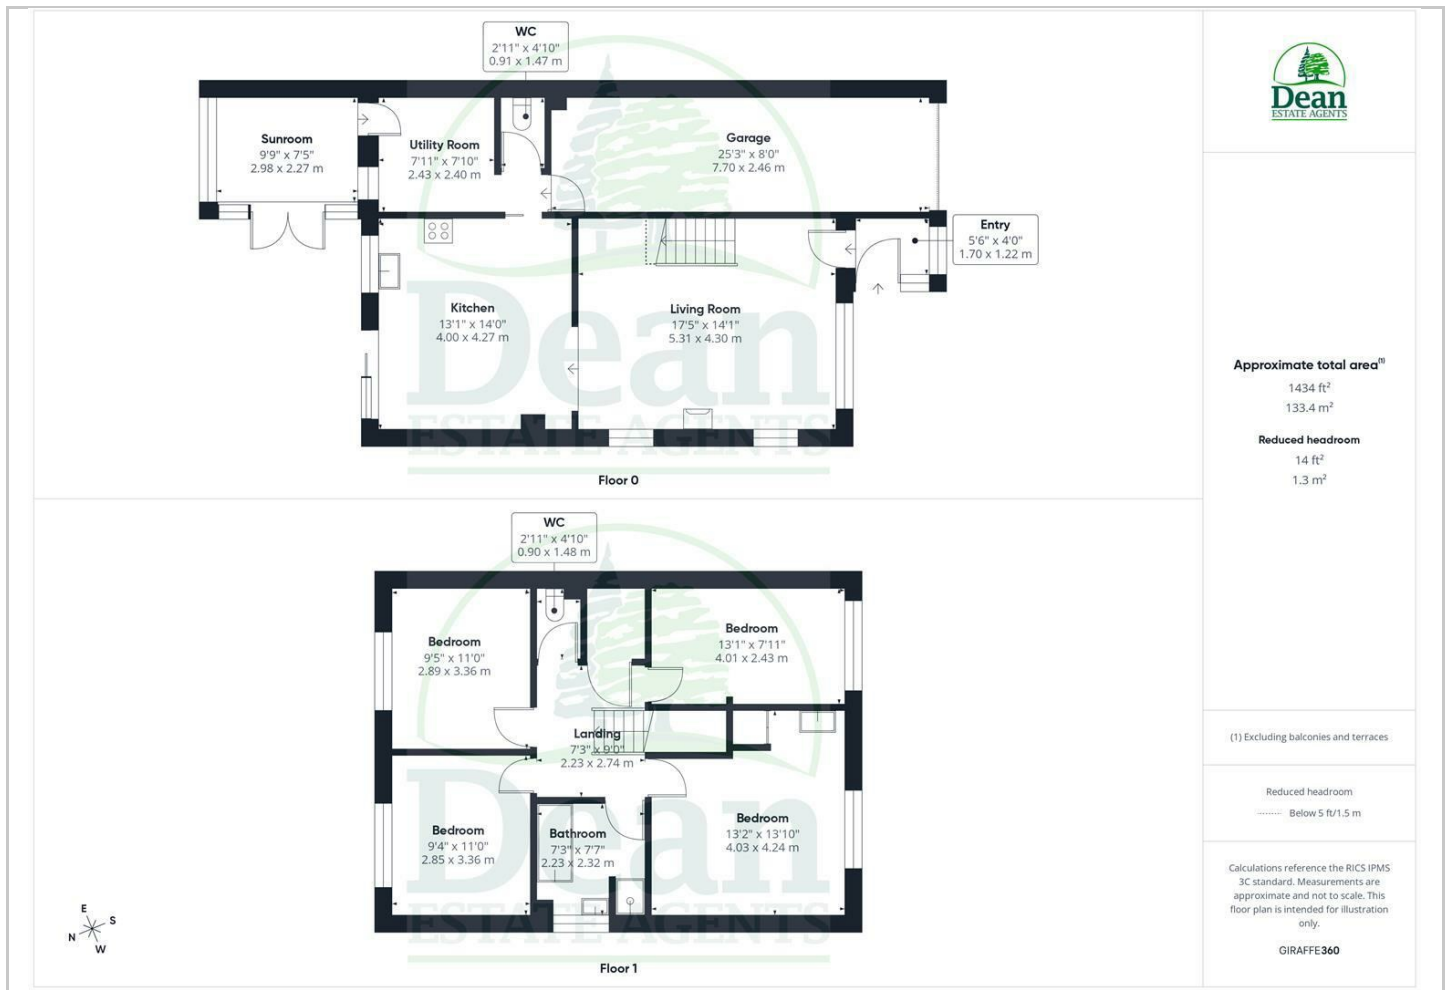 WC
2'11" x 4'10"
0.91 x 1.47 m
Sunroom
9'9" x 7'5"
2.98 x 2.27 m
Utility Room
7'11" x 7'10"
2.43 x 2.40 m
Garage
25'3" x 8'0"
7.70 x 2.46 m
Entry
5'6" x 4'0"
1.70 x 1.22 m
Kitchen
13'1" x 14'0"
4.00 x 4.27 m
Living Room
17'5" x 14'1"
5.31 x 4.30 m
Dean
ESTATE AGENTS
Floor 0
WC
2'11" x 4'10"
0.90 x 1.48 m
Bedroom
9'5" x 11'0"
2.89 x 3.36 m
Bedroom
13'1" x 7'11"
4.01 x 2.43 m
Landing
7'3" x 9'0"
2.23 x 2.74 m
Bedroom
9'4" x 11'0"
2.85 x 3.36 m
Bathroom
7'3" x 7'7"
2.23 x 2.32 m
Bedroom
13'2" x 13'10"
4.03 x 4.24 m
Dean
ESTATE AGENTS
Floor 1
E
S
N
W
Dean
ESTATE AGENTS
Approximate total area(1)
1434 ft²
133.4 m²
Reduced headroom
14 ft²
1.3 m²
(1) Excluding balconies and terraces
Reduced headroom
Below 5 ft/1.5 m
Calculations reference the RICS IPMS
3C standard. Measurements are
approximate and not to scale. This
floor plan is intended for illustration
only.
GIRAFFE360